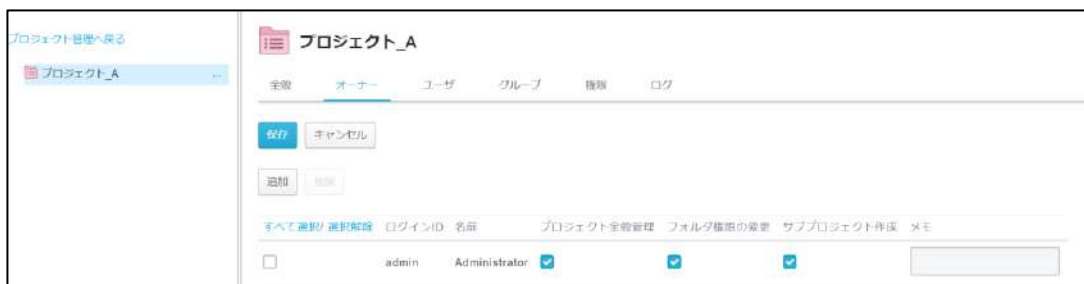 プロジェクト管理へ戻る
プロジェクト_A ...
プロジェクト_A
全般 オーナー ユーザ グループ 権限 ログ
保存 キャンセル
追加 削除
すべて選択/ 選択解除 ログインID 名前 プロジェクト全般管理 フォルダ権限の変更 サブプロジェクト作成 メモ
admin Administrator